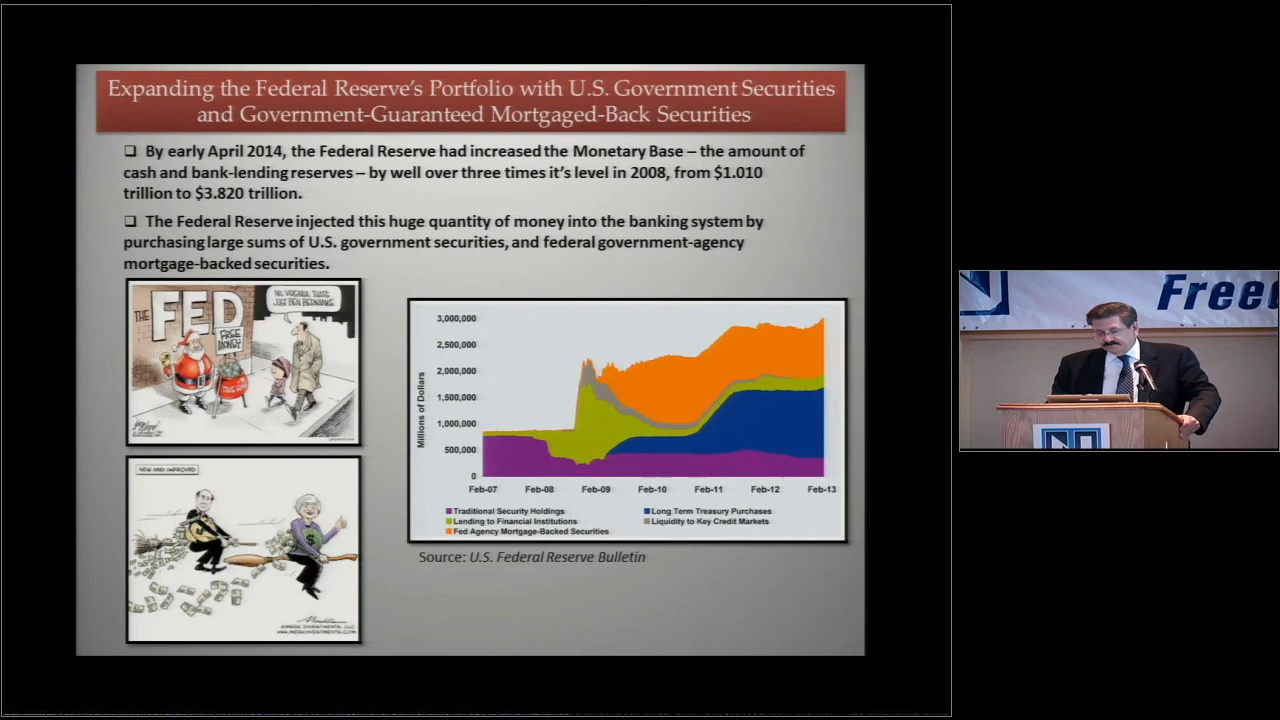 Expanding the Federal Reserve's Portfolio with U.S. Government Securities
and Government-Guaranteed Mortgaged-Back Securities
❑ By early April 2014, the Federal Reserve had increased the Monetary Base – the amount of
cash and bank-lending reserves – by well over three times it's level in 2008, from $1.010
trillion to $3.820 trillion.
❑ The Federal Reserve injected this huge quantity of money into the banking system by
purchasing large sums of U.S. government securities, and federal government-agency
mortgage-backed securities.
THE FED
FREE
MONEY
NO, VIRGINIA, THAT'S
JUST BEN BERNANKE
NEW AND IMPROVED
$
Millions of Dollars
3,000,000
2,500,000
2,000,000
1,500,000
1,000,000
500,000
0
Feb-07 Feb-08 Feb-09 Feb-10 Feb-11 Feb-12 Feb-13
Traditional Security Holdings
Long Term Treasury Purchases
Lending to Financial Institutions
Liquidity to Key Credit Markets
Fed Agency Mortgage-Backed Securities
Source: U.S. Federal Reserve Bulletin
Free